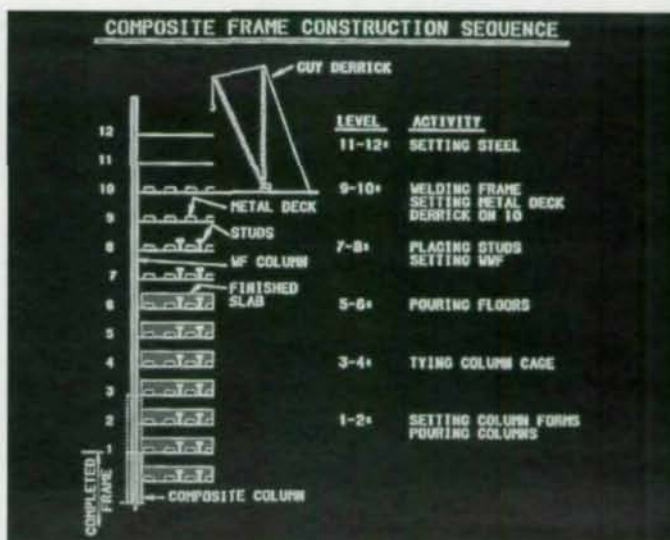 COMPOSITE FRAME CONSTRUCTION SEQUENCE
GUY DERRICK
LEVEL ACTIVITY
12
11-12: SETTING STEEL
11
10
9-10: WELDING FRAME
SETTING METAL DECK
DERRICK ON 10
METAL DECK
9
STUDS
8
7-8: PLACING STUDS
SETTING WWF
WF COLUMN
7
FINISHED
SLAB
6
5-6: POURING FLOORS
5
4
3-4: TYING COLUMN CAGE
3
2
1-2: SETTING COLUMN FORMS
POURING COLUMNS
1
COMPLETED
FRAME
COMPOSITE COLUMN